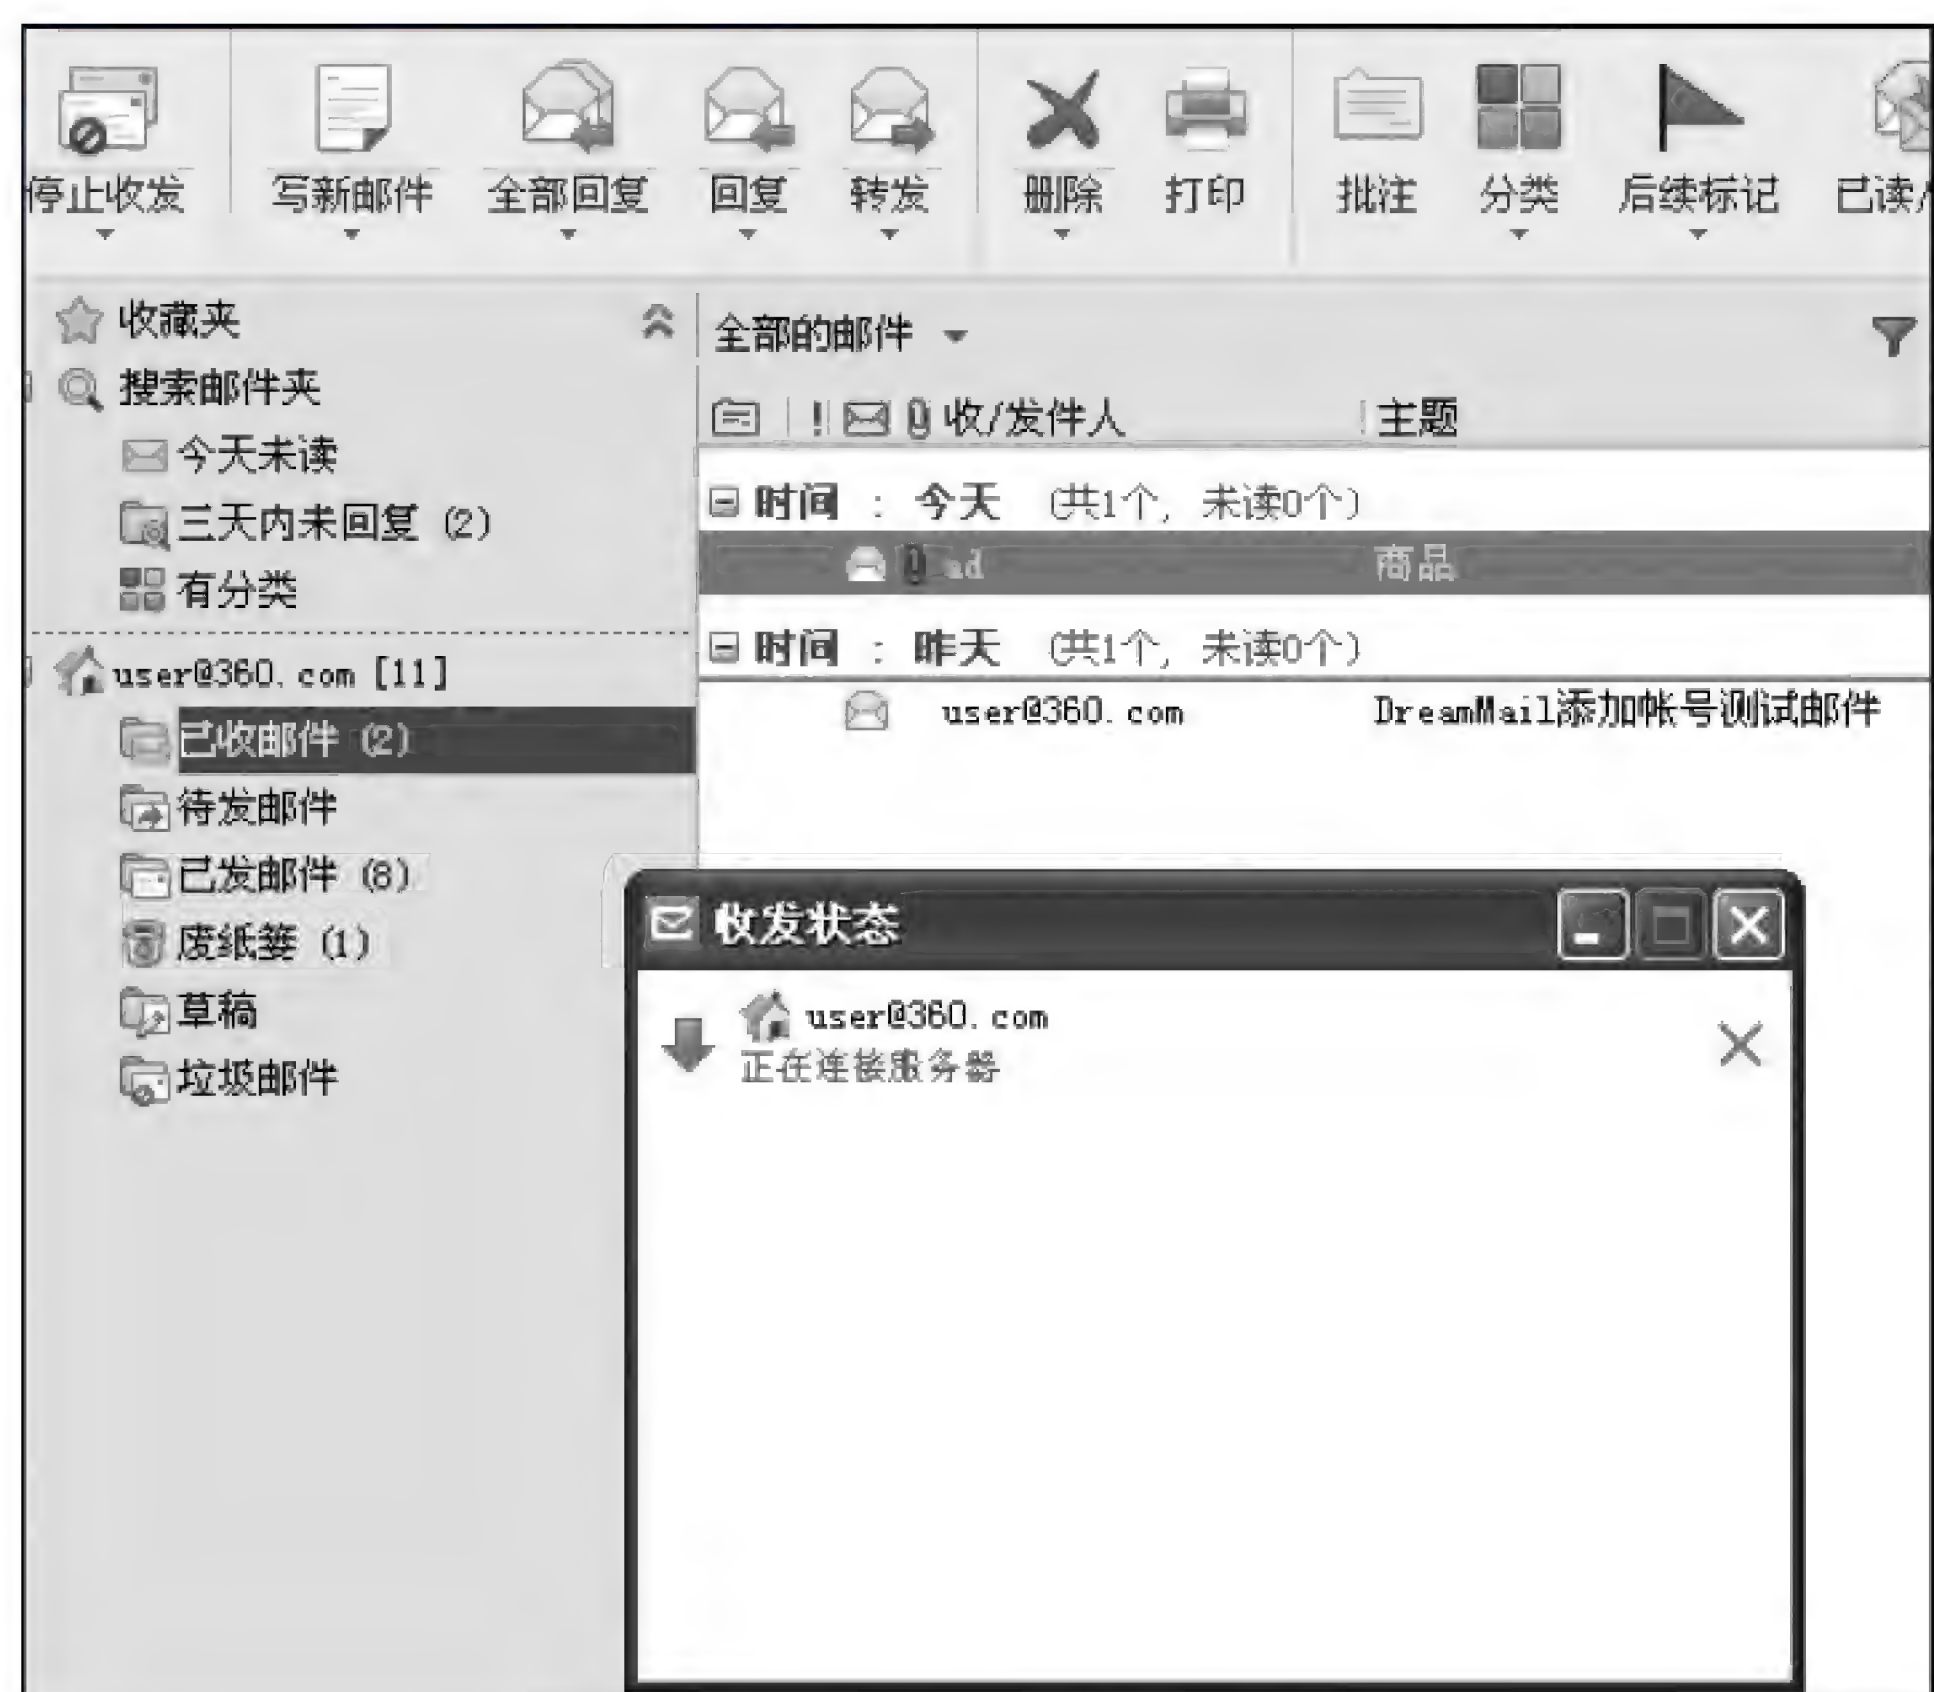 停止收发 写新邮件 全部回复 回复 转发 删除 打印 批注 分类 后续标记 已读/
收藏夹
搜索邮件夹
今天未读
三天内未回复 (2)
有分类
user@360.com [11]
已收邮件 (2)
待发邮件
已发邮件 (8)
废纸篓 (1)
草稿
垃圾邮件
全部的邮件
! 收/发件人 主题
时间 : 今天 (共1个, 未读0个)
ad 商品
时间 : 昨天 (共1个, 未读0个)
user@360.com DreamMail添加帐号测试邮件
收发状态
user@360.com
正在连接服务器